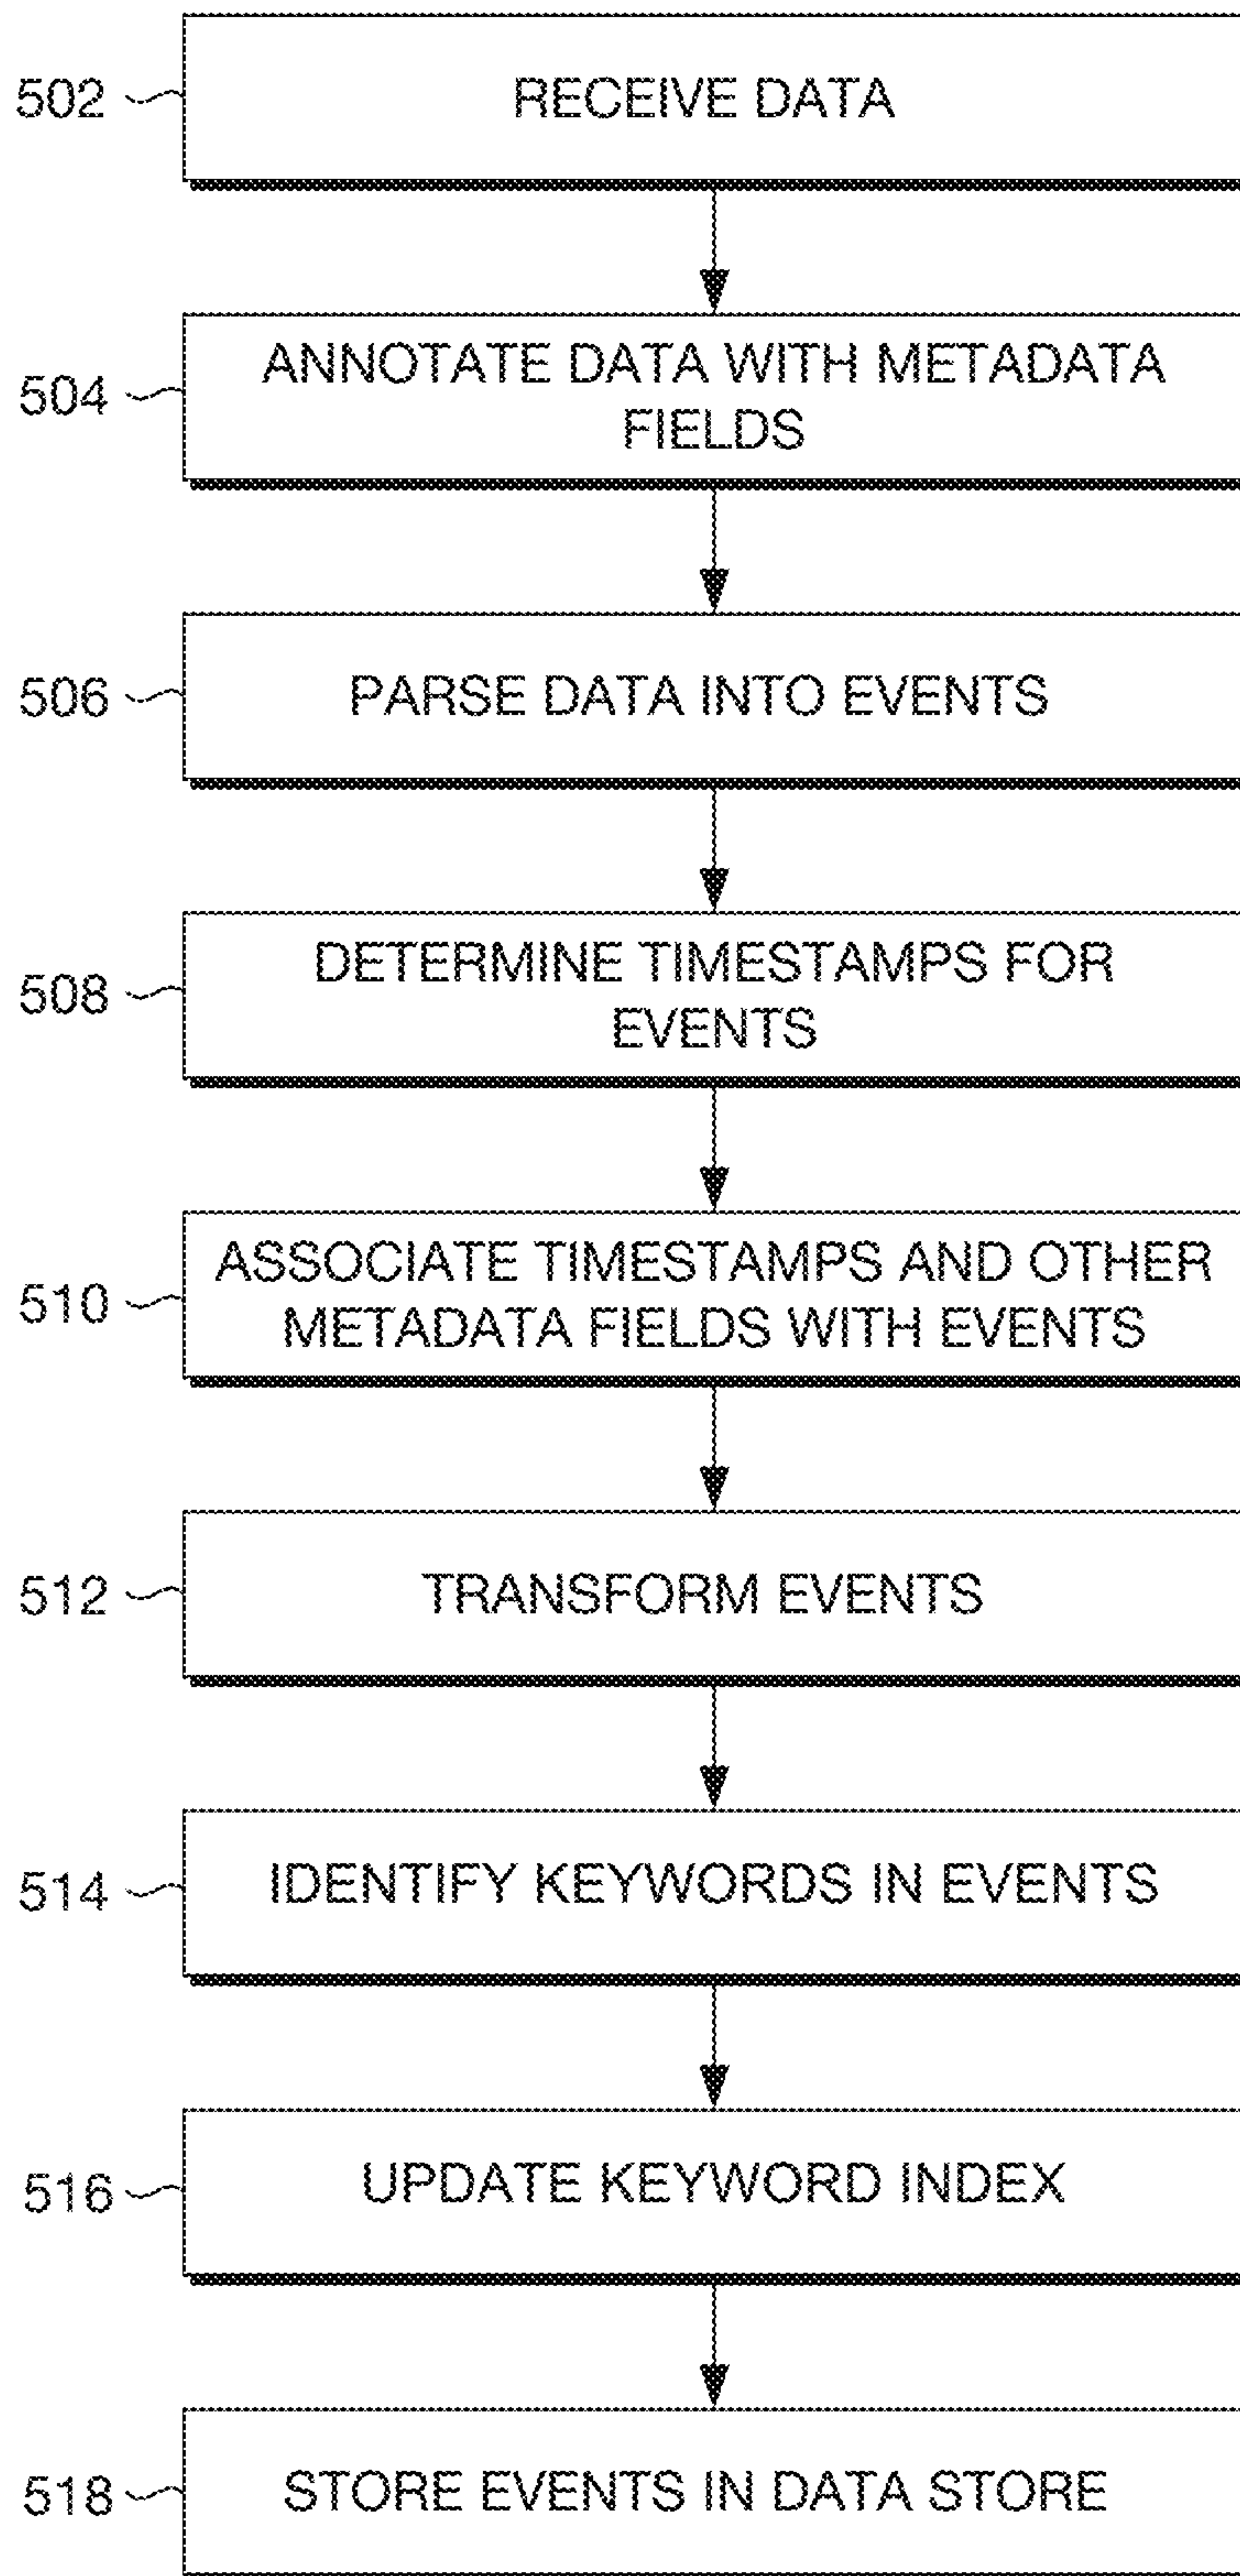 502 RECEIVE DATA
504 ANNOTATE DATA WITH METADATA
FIELDS
506 PARSE DATA INTO EVENTS
508 DETERMINE TIMESTAMPS FOR
EVENTS
510 ASSOCIATE TIMESTAMPS AND OTHER
METADATA FIELDS WITH EVENTS
512 TRANSFORM EVENTS
514 IDENTIFY KEYWORDS IN EVENTS
516 UPDATE KEYWORD INDEX
518 STORE EVENTS IN DATA STORE